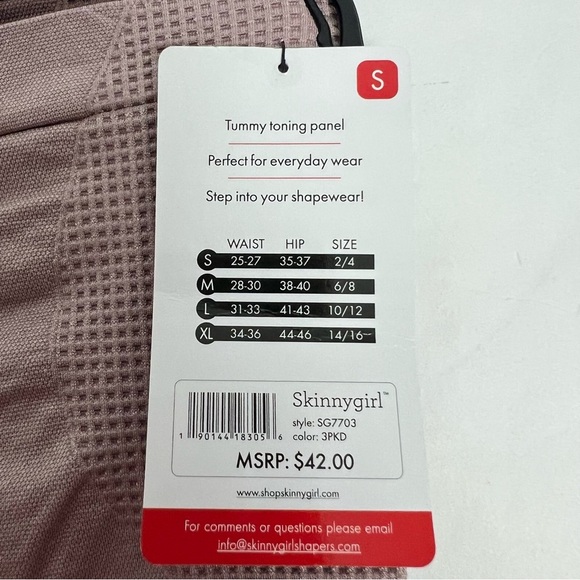 S
Tummy toning panel
Perfect for everyday wear
Step into your shapewear!
WAIST HIP SIZE
S 25-27 35-37 2/4
M 28-30 38-40 6/8
L 31-33 41-43 10/12
XL 34-36 44-46 14/16
Skinnygirl™
style: SG7703
color: 3PKD
1 90144 18305 6
MSRP: $42.00
www.shopskinnygirl.com
For comments or questions please email
info@skinnygirlshapers.com